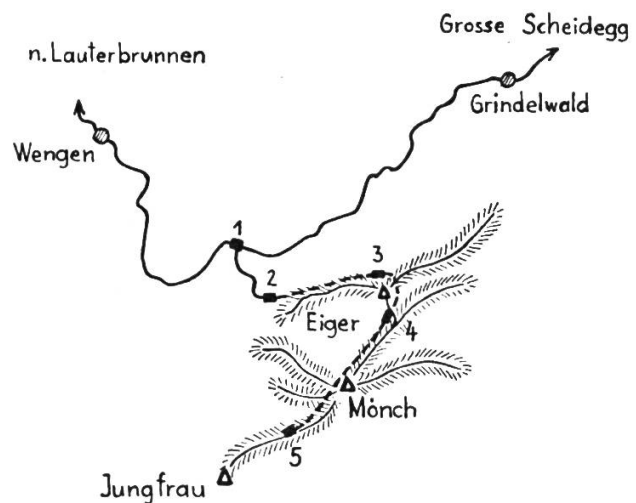 Grosse Scheidegg
n. Lauterbrunnen
Grindelwald
Wengen
1
2
3
Eiger
4
Mönch
5
Jungfrau